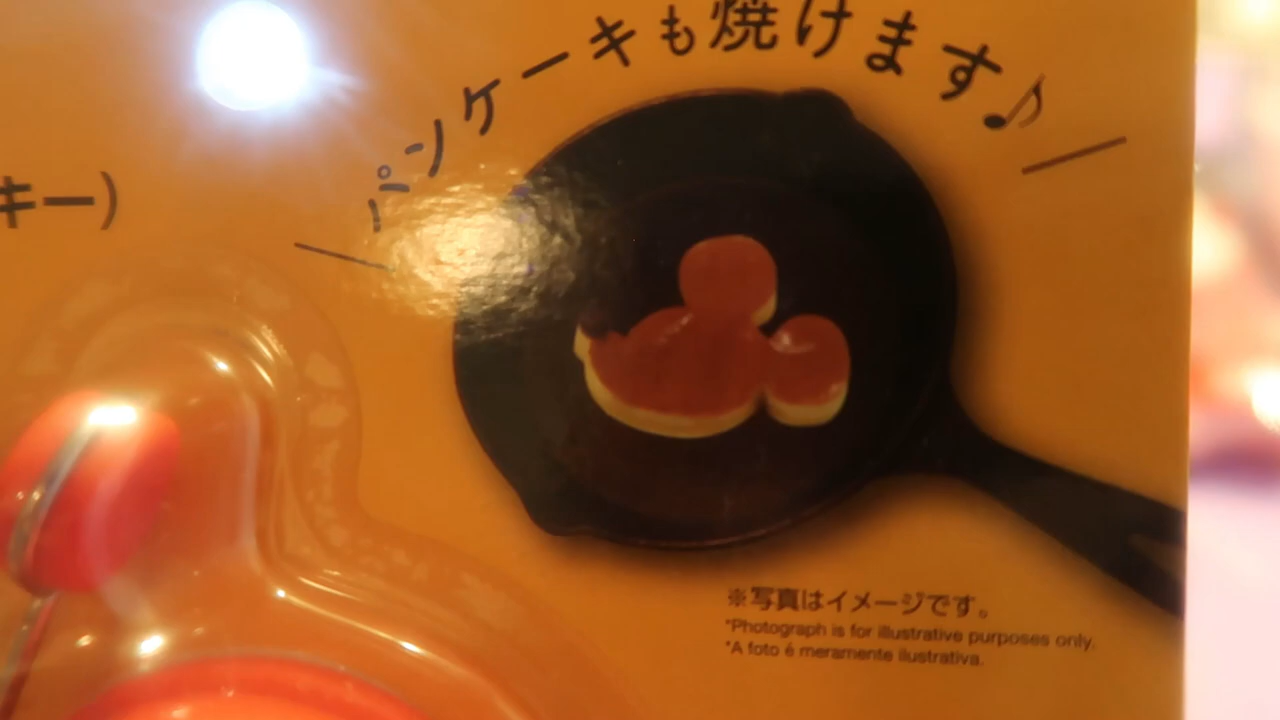 パンケーキも焼けます♪
キー)
※写真はイメージです。
*Photograph is for illustrative purposes only.
*A foto é meramente ilustrativa.